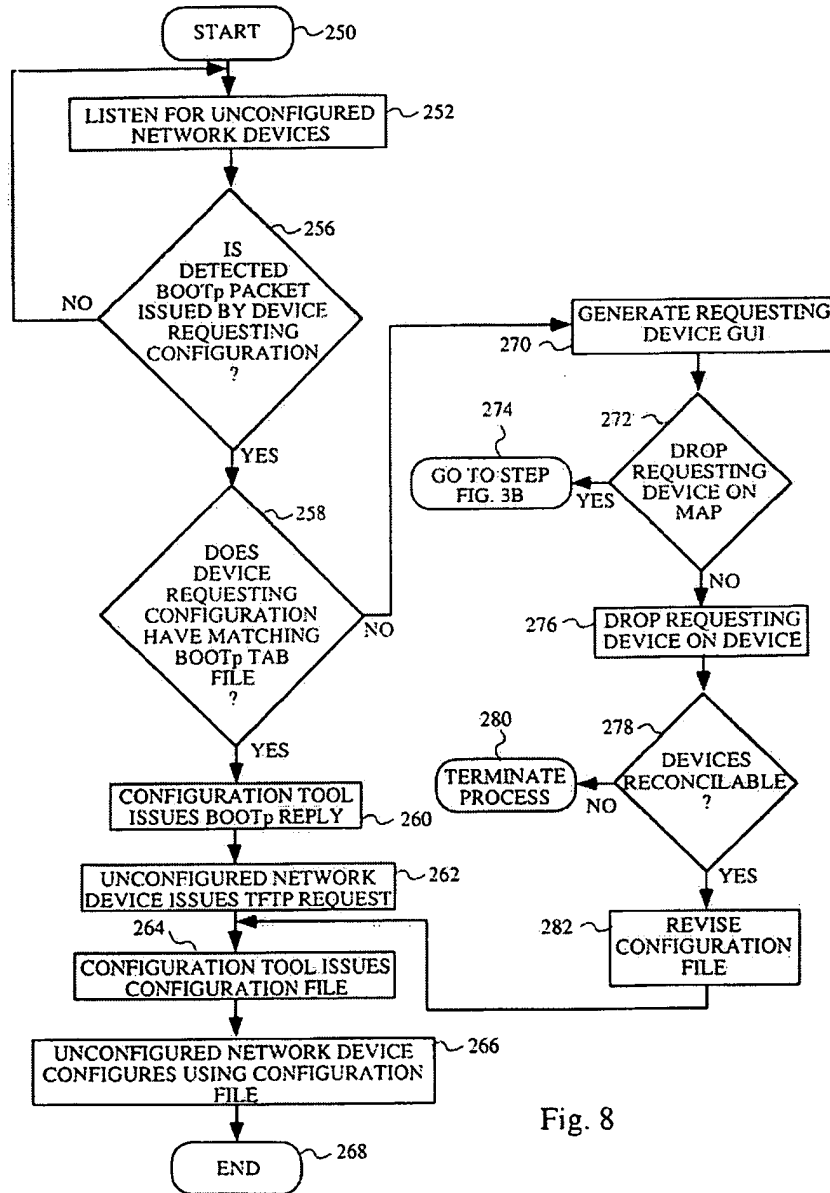 START
250
LISTEN FOR UNCONFIGURED
NETWORK DEVICES
252
256
IS
DETECTED
BOOTp PACKET
ISSUED BY DEVICE
REQUESTING
CONFIGURATION
?
NO
YES
258
DOES
DEVICE
REQUESTING
CONFIGURATION
HAVE MATCHING
BOOTp TAB
FILE
?
NO
YES
CONFIGURATION TOOL
ISSUES BOOTp REPLY
260
UNCONFIGURED NETWORK
DEVICE ISSUES TFTP REQUEST
262
264
CONFIGURATION TOOL ISSUES
CONFIGURATION FILE
UNCONFIGURED NETWORK DEVICE
CONFIGURES USING CONFIGURATION
FILE
266
END
268
GENERATE REQUESTING
DEVICE GUI
270
272
DROP
REQUESTING
DEVICE ON
MAP
274
GO TO STEP
FIG. 3B
YES
NO
276
DROP REQUESTING
DEVICE ON DEVICE
278
DEVICES
RECONCILABLE
?
280
TERMINATE
PROCESS
NO
YES
282
REVISE
CONFIGURATION
FILE
Fig. 8